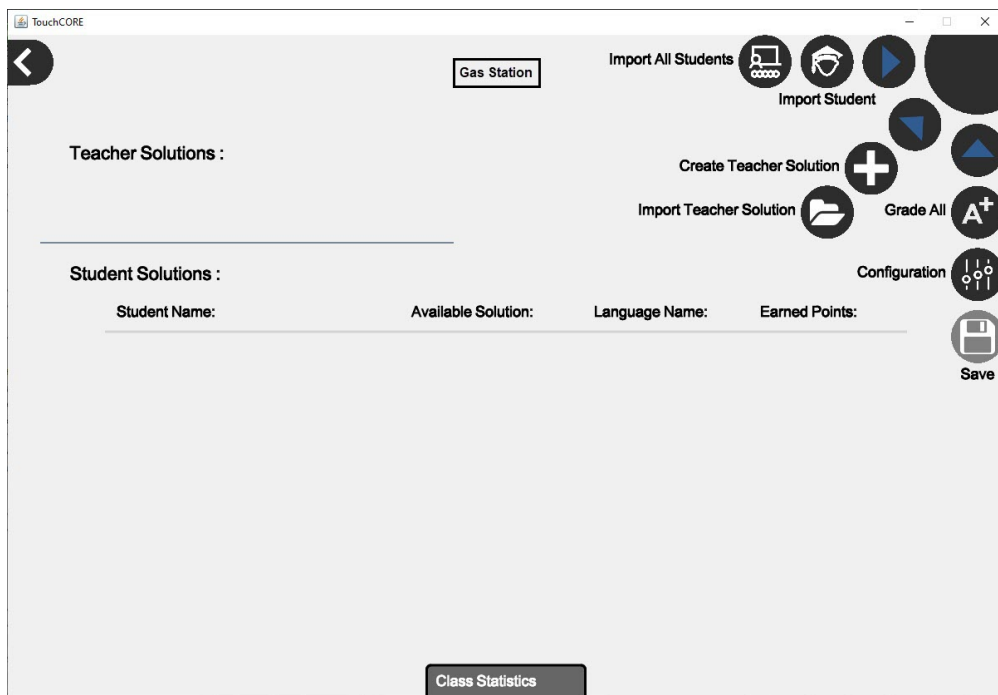 TouchCORE
Gas Station
Import All Students
Import Student
Teacher Solutions :
Create Teacher Solution
Import Teacher Solution
Grade All
A+
Student Solutions :
Configuration
Student Name:
Available Solution:
Language Name:
Earned Points:
Save
Class Statistics